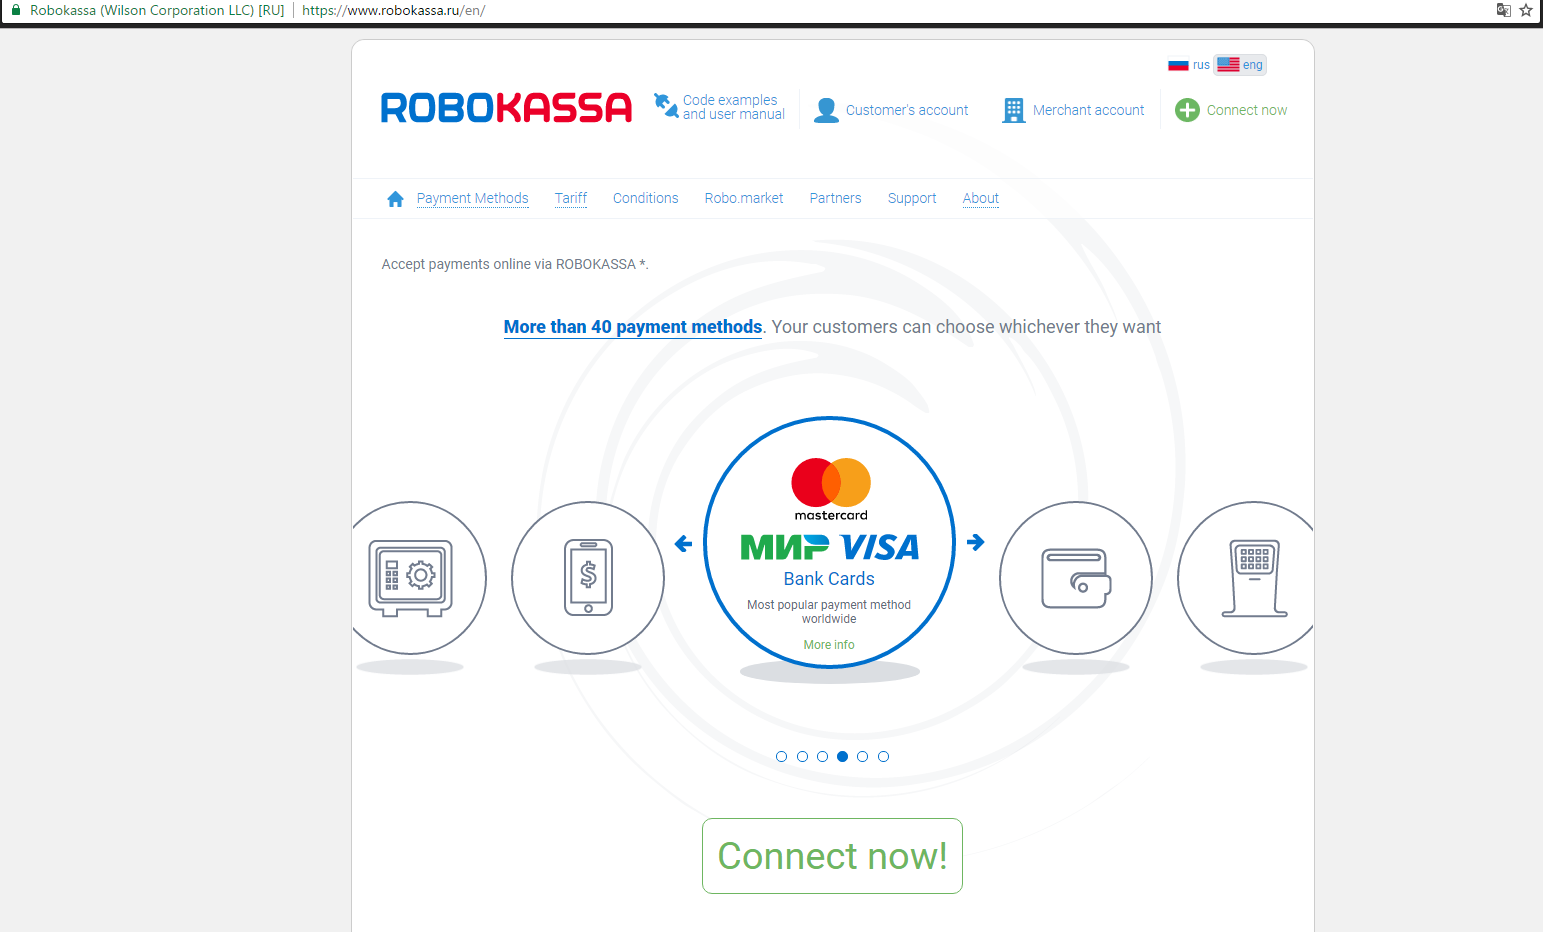 Robokassa (Wilson Corporation LLC) [RU] https://www.robokassa.ru/en/
rus eng
ROBOKASSA
Code examples
and user manual
Customer's account
Merchant account
Connect now
Payment Methods Tariff Conditions Robo.market Partners Support About
Accept payments online via ROBOKASSA *.
More than 40 payment methods. Your customers can choose whichever they want
mastercard
МИР VISA
$
Bank Cards
Most popular payment method
worldwide
More info
Connect now!